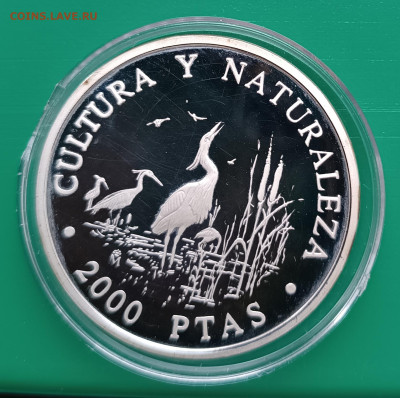 COINS.LAVE.RU
CULTURA Y NATURALEZA
• 2000 PTAS •